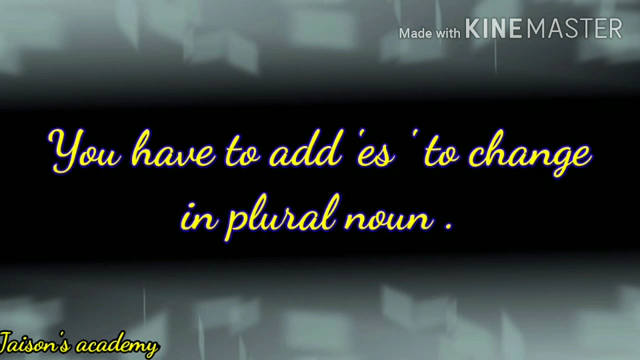 Made with KINEMASTER
You have to add 'es ' to change
in plural noun .
Jaison's academy